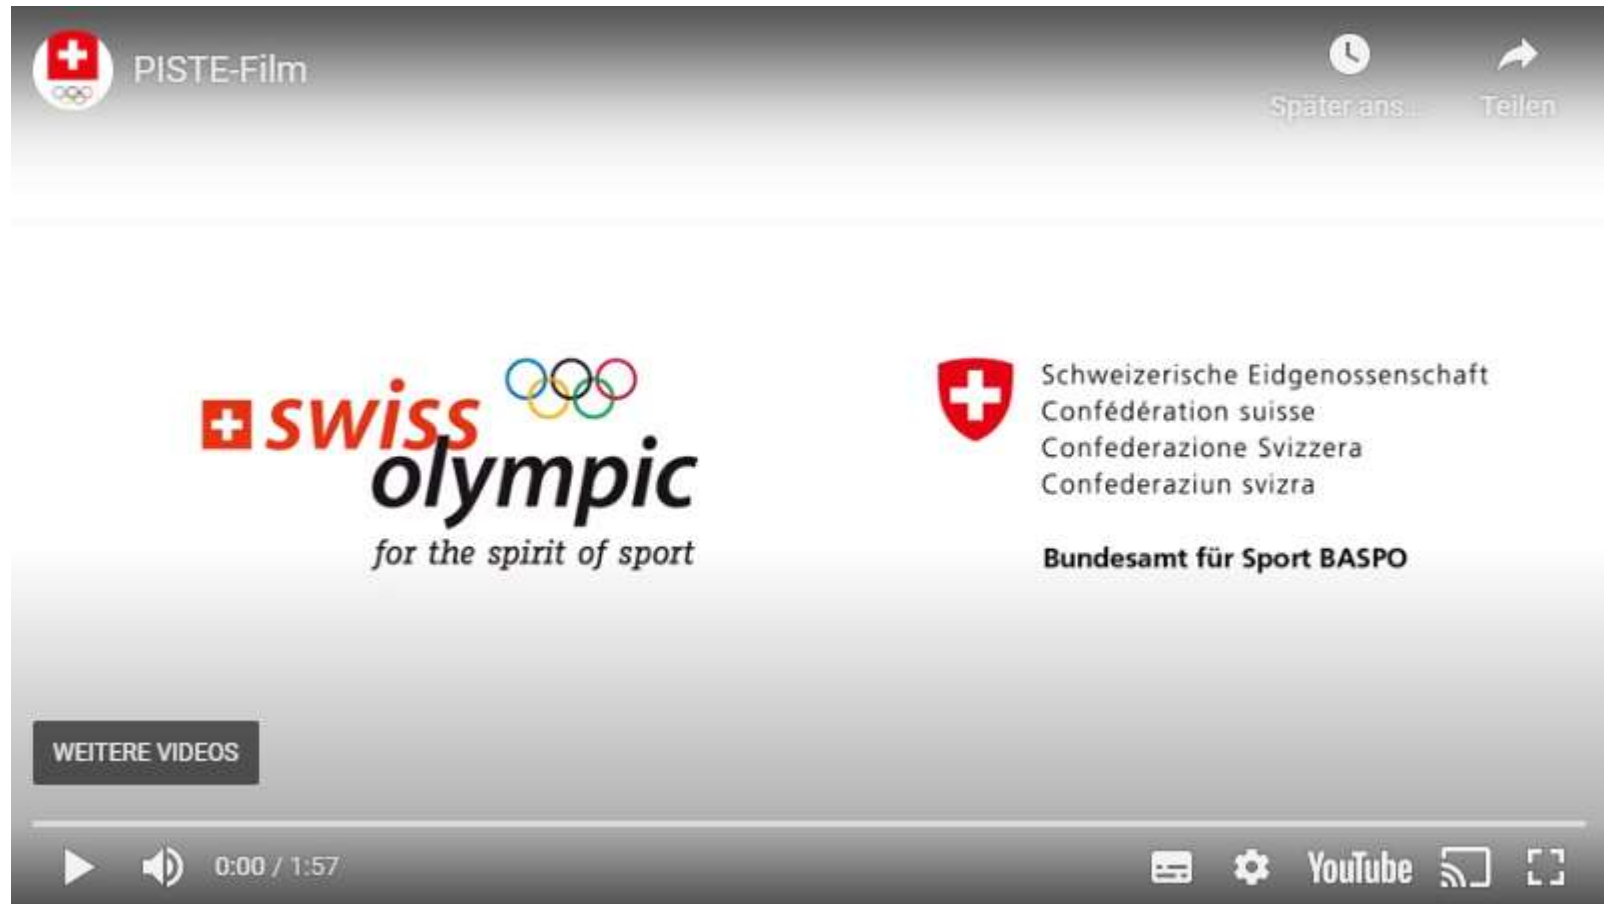 PISTE-Film
Später ans...
Teilen
swiss
olympic
for the spirit of sport
Schweizerische Eidgenossenschaft
Confédération suisse
Confederazione Svizzera
Confederaziun svizra
Bundesamt für Sport BASPO
WEITERE VIDEOS
0:00 / 1:57
YouTube